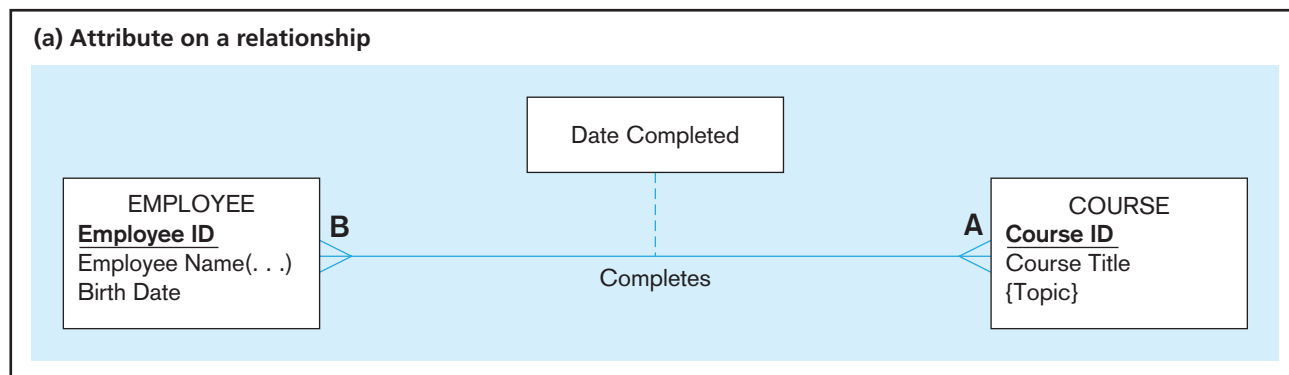 (a) Attribute on a relationship
Date Completed
EMPLOYEE
Employee ID
Employee Name(. . .)
Birth Date
B
Completes
A
COURSE
Course ID
Course Title
{Topic}